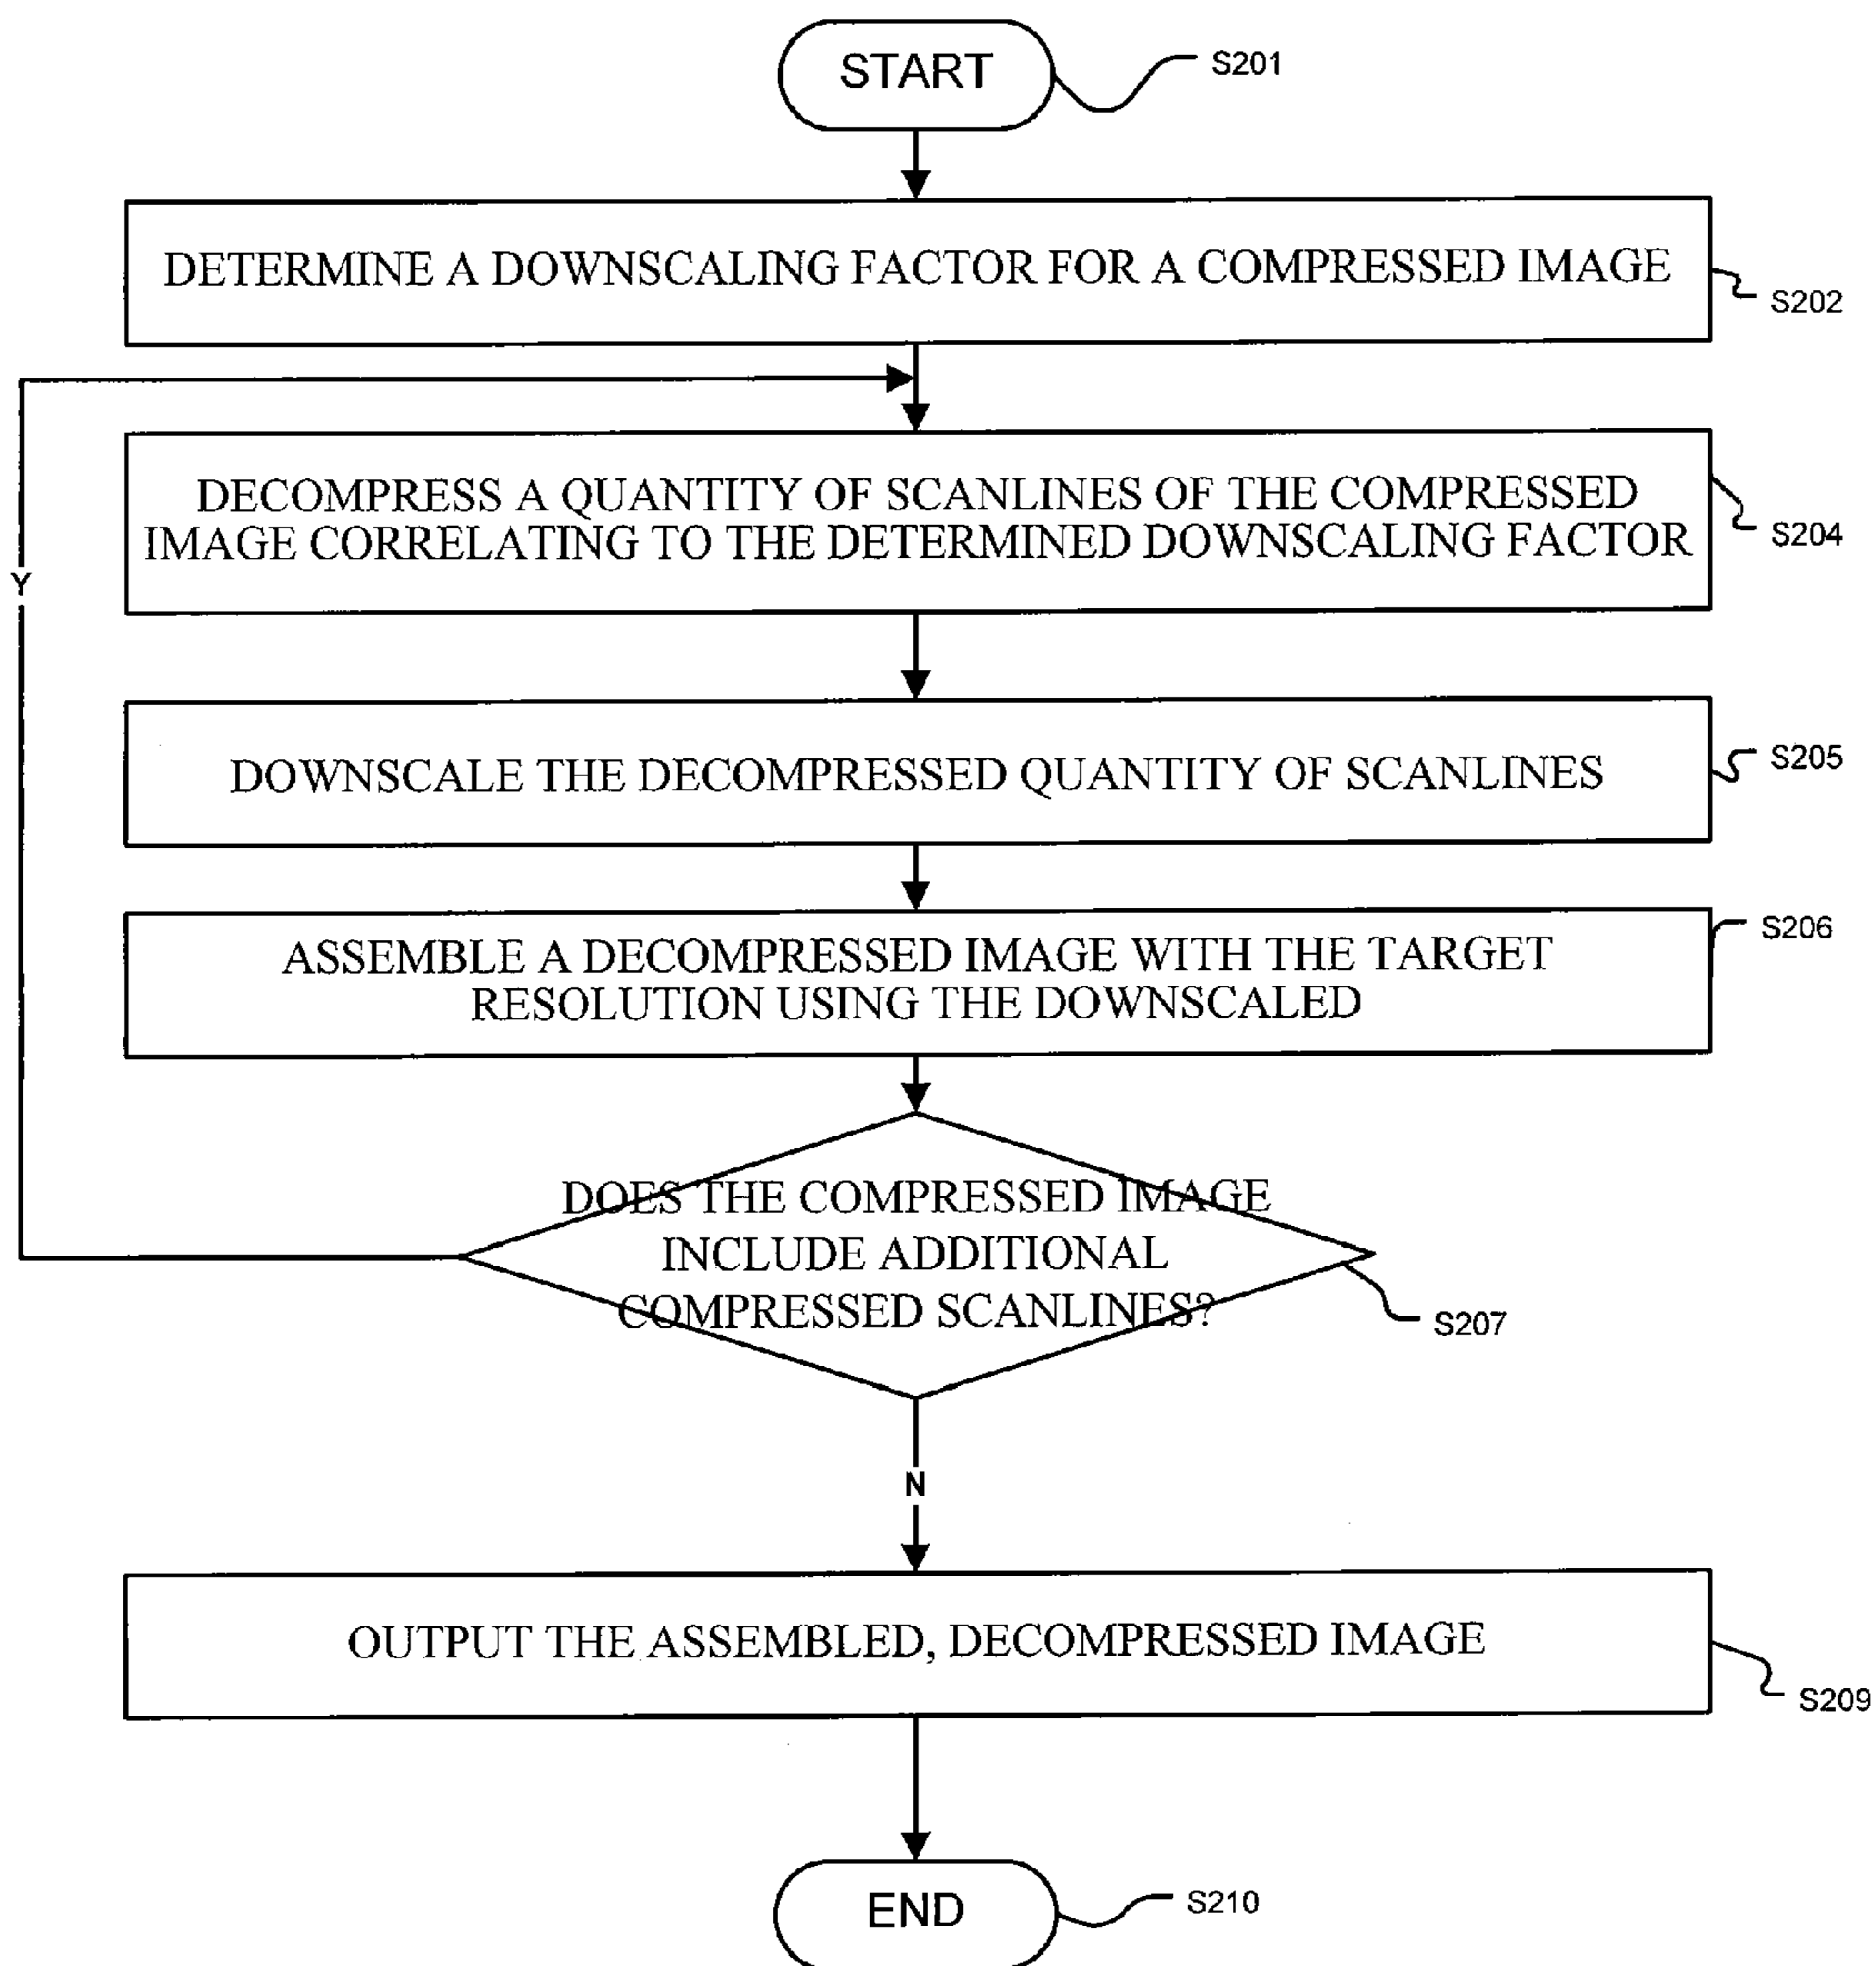 START
S201
DETERMINE A DOWNSCALING FACTOR FOR A COMPRESSED IMAGE
S202
DECOMPRESS A QUANTITY OF SCANLINES OF THE COMPRESSED
IMAGE CORRELATING TO THE DETERMINED DOWNSCALING FACTOR
S204
Y
DOWNSCALE THE DECOMPRESSED QUANTITY OF SCANLINES
S205
ASSEMBLE A DECOMPRESSED IMAGE WITH THE TARGET
RESOLUTION USING THE DOWNSCALED
S206
DOES THE COMPRESSED IMAGE
INCLUDE ADDITIONAL
COMPRESSED SCANLINES?
S207
N
OUTPUT THE ASSEMBLED, DECOMPRESSED IMAGE
S209
END
S210